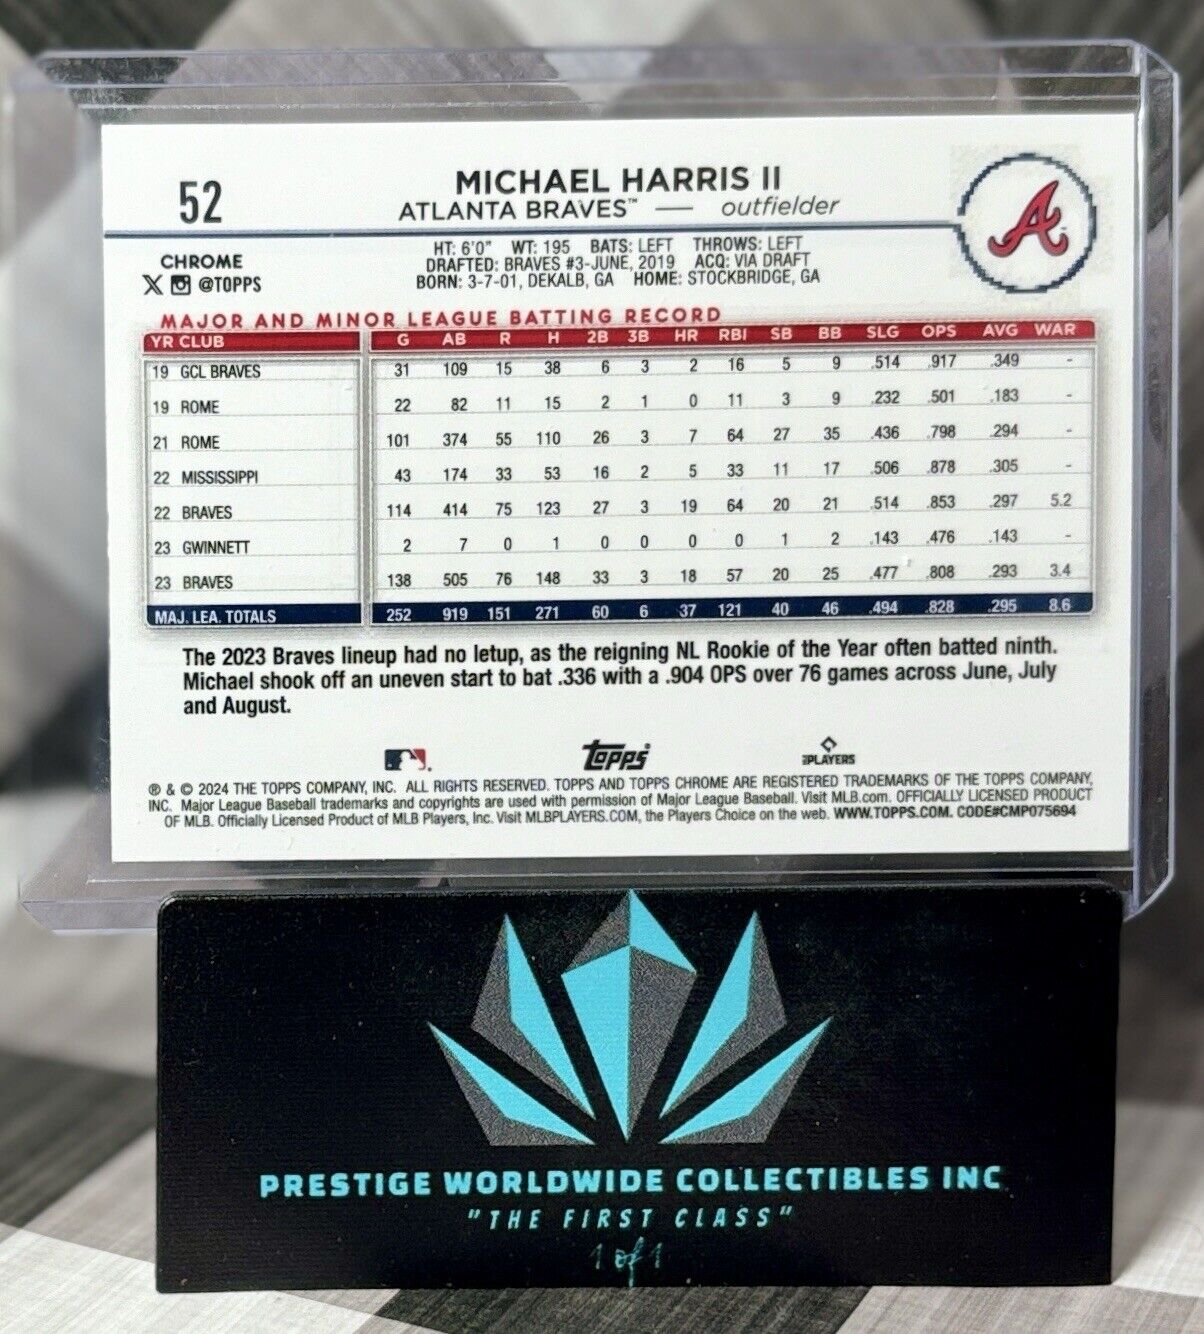 52
MICHAEL HARRIS II
ATLANTA BRAVES™ — outfielder
A
CHROME
X @TOPPS
HT: 6'0" WT: 195 BATS: LEFT THROWS: LEFT
DRAFTED: BRAVES #3-JUNE, 2019 ACQ: VIA DRAFT
BORN: 3-7-01, DEKALB, GA HOME: STOCKBRIDGE, GA
MAJOR AND MINOR LEAGUE BATTING RECORD
YR CLUB G AB R H 2B 3B HR RBI SB BB SLG OPS AVG WAR
19 GCL BRAVES 31 109 15 38 6 3 2 16 5 9 .514 .917 .349 -
19 ROME 22 82 11 15 2 1 0 11 3 9 .232 .501 .183 -
21 ROME 101 374 55 110 26 3 7 64 27 35 .436 .798 .294 -
22 MISSISSIPPI 43 174 33 53 16 2 5 33 11 17 .506 .878 .305 -
22 BRAVES 114 414 75 123 27 3 19 64 20 21 .514 .853 .297 5.2
23 GWINNETT 2 7 0 1 0 0 0 0 1 2 .143 .476 .143 -
23 BRAVES 138 505 76 148 33 3 18 57 20 25 .477 .808 .293 3.4
MAJ. LEA. TOTALS 252 919 151 271 60 6 37 121 40 46 .494 .828 .295 8.6
The 2023 Braves lineup had no letup, as the reigning NL Rookie of the Year often batted ninth.
Michael shook off an uneven start to bat .336 with a .904 OPS over 76 games across June, July
and August.
Topps
PLAYERS
® & © 2024 THE TOPPS COMPANY, INC. ALL RIGHTS RESERVED. TOPPS AND TOPPS CHROME ARE REGISTERED TRADEMARKS OF THE TOPPS COMPANY,
INC. Major League Baseball trademarks and copyrights are used with permission of Major League Baseball. Visit MLB.com. OFFICIALLY LICENSED PRODUCT
OF MLB. Officially Licensed Product of MLB Players, Inc. Visit MLBPLAYERS.COM, the Players Choice on the web. WWW.TOPPS.COM. CODE#CMP075694
PRESTIGE WORLDWIDE COLLECTIBLES INC
"THE FIRST CLASS"
1 of 1